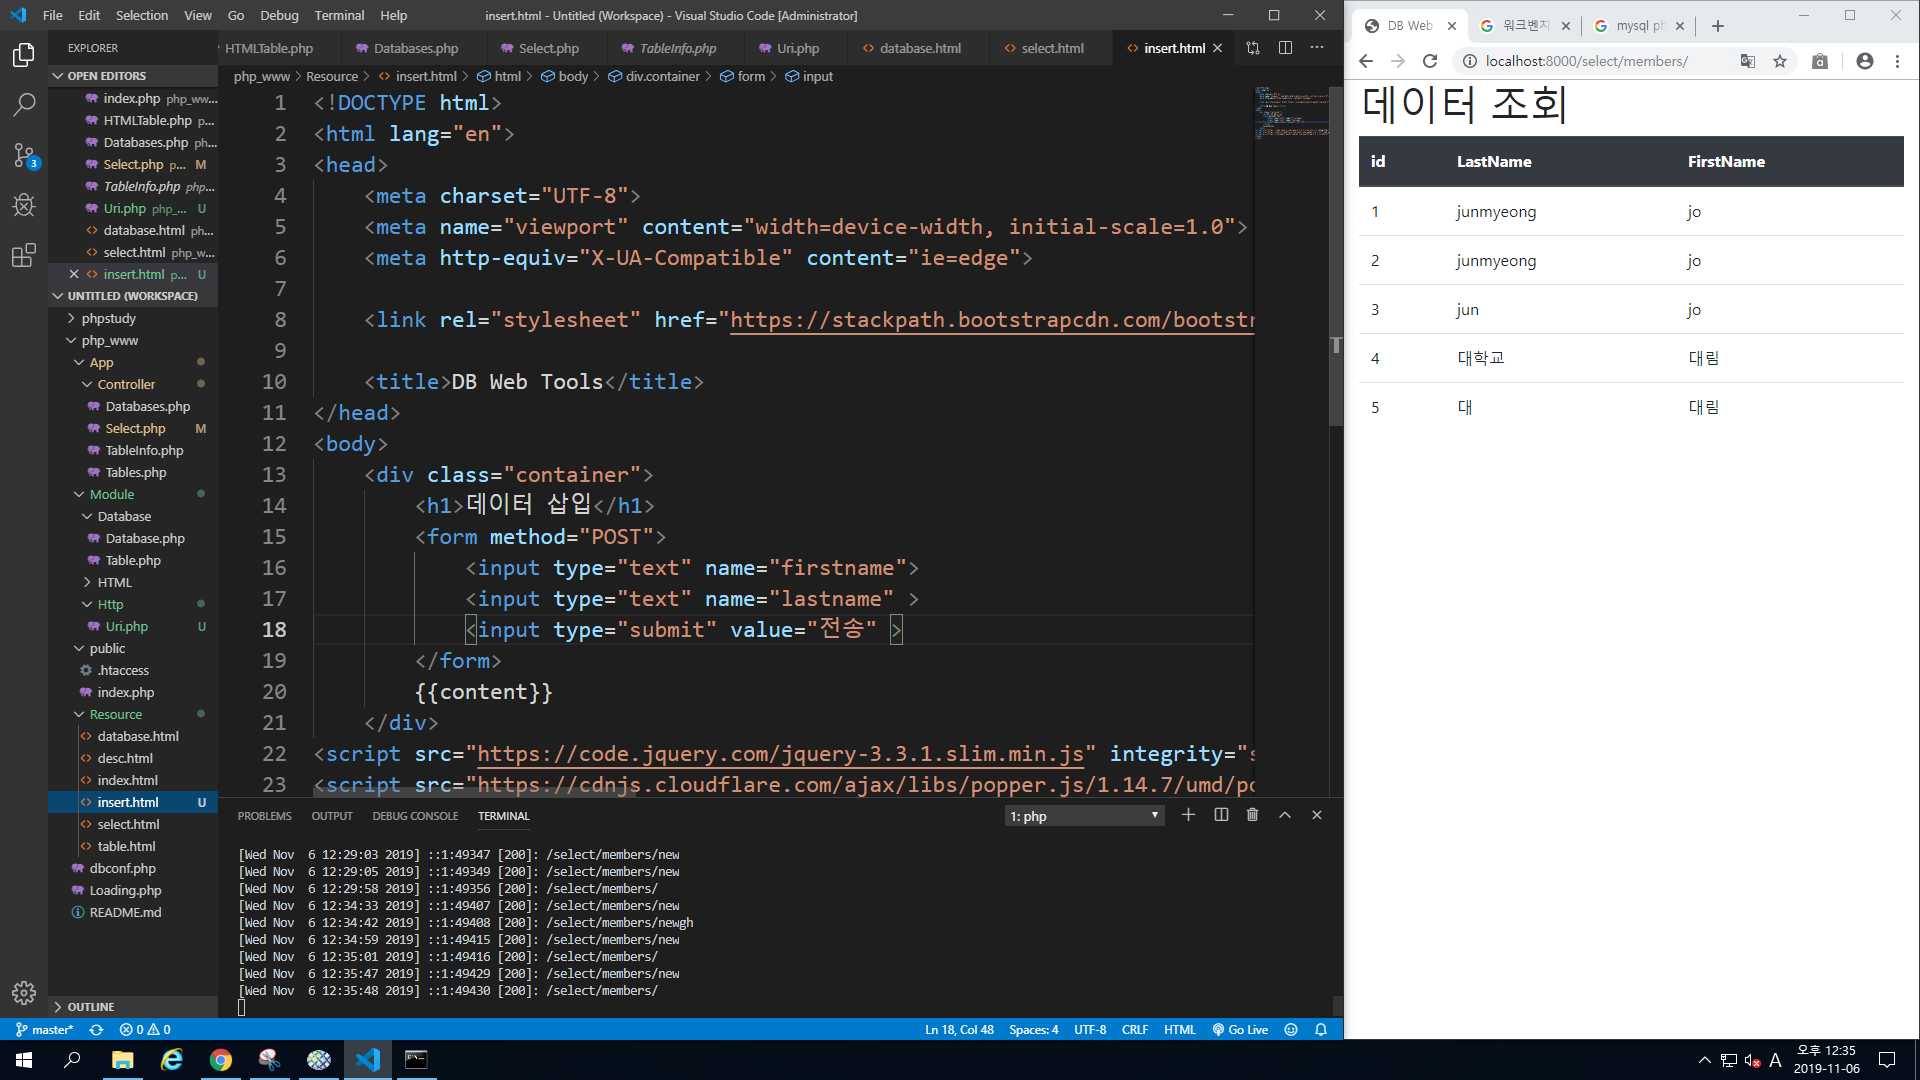 File Edit Selection View Go Debug Terminal Help
insert.html - Untitled (Workspace) - Visual Studio Code [Administrator]
EXPLORER
OPEN EDITORS
index.php php_ww...
HTMLTable.php p...
Databases.php ph...
Select.php p... M
TableInfo.php php...
Uri.php php_... U
database.html ph...
select.html php_w...
insert.html p... U
UNTITLED (WORKSPACE)
phpstudy
php_www
App
Controller
Databases.php
Select.php M
TableInfo.php
Tables.php
Module
Database
Database.php
Table.php
HTML
Http
Uri.php U
public
.htaccess
index.php
Resource
database.html
desc.html
index.html
insert.html U
select.html
table.html
dbconf.php
Loading.php
README.md
OUTLINE
3
HTMLTable.php Databases.php Select.php TableInfo.php Uri.php database.html select.html insert.html
php_www > Resource > insert.html > html > body > div.container > form > input
1 <!DOCTYPE html>
2 <html lang="en">
3 <head>
4 <meta charset="UTF-8">
5 <meta name="viewport" content="width=device-width, initial-scale=1.0">
6 <meta http-equiv="X-UA-Compatible" content="ie=edge">
7
8 <link rel="stylesheet" href="https://stackpath.bootstrapcdn.com/bootstr
9
10 <title>DB Web Tools</title>
11 </head>
12 <body>
13 <div class="container">
14 <h1>데이터 삽입</h1>
15 <form method="POST">
16 <input type="text" name="firstname">
17 <input type="text" name="lastname" >
18 <input type="submit" value="전송" >
19 </form>
20 {{content}}
21 </div>
22 <script src="https://code.jquery.com/jquery-3.3.1.slim.min.js" integrity="s
23 <script src="https://cdnjs.cloudflare.com/ajax/libs/popper.js/1.14.7/umd/po
PROBLEMS OUTPUT DEBUG CONSOLE TERMINAL
1: php
[Wed Nov  6 12:29:03 2019] ::1:49347 [200]: /select/members/new
[Wed Nov  6 12:29:05 2019] ::1:49349 [200]: /select/members/new
[Wed Nov  6 12:29:58 2019] ::1:49356 [200]: /select/members/
[Wed Nov  6 12:34:33 2019] ::1:49407 [200]: /select/members/new
[Wed Nov  6 12:34:42 2019] ::1:49408 [200]: /select/members/newgh
[Wed Nov  6 12:34:59 2019] ::1:49415 [200]: /select/members/new
[Wed Nov  6 12:35:01 2019] ::1:49416 [200]: /select/members/
[Wed Nov  6 12:35:47 2019] ::1:49429 [200]: /select/members/new
[Wed Nov  6 12:35:48 2019] ::1:49430 [200]: /select/members/
master* 0 0 Ln 18, Col 48 Spaces: 4 UTF-8 CRLF HTML Go Live
DB Web
워크벤치
mysql ph
localhost:8000/select/members/
데이터 조회
id LastName FirstName
1 junmyeong jo
2 junmyeong jo
3 jun jo
4 대학교 대림
5 대 대림
A
오후 12:35
2019-11-06